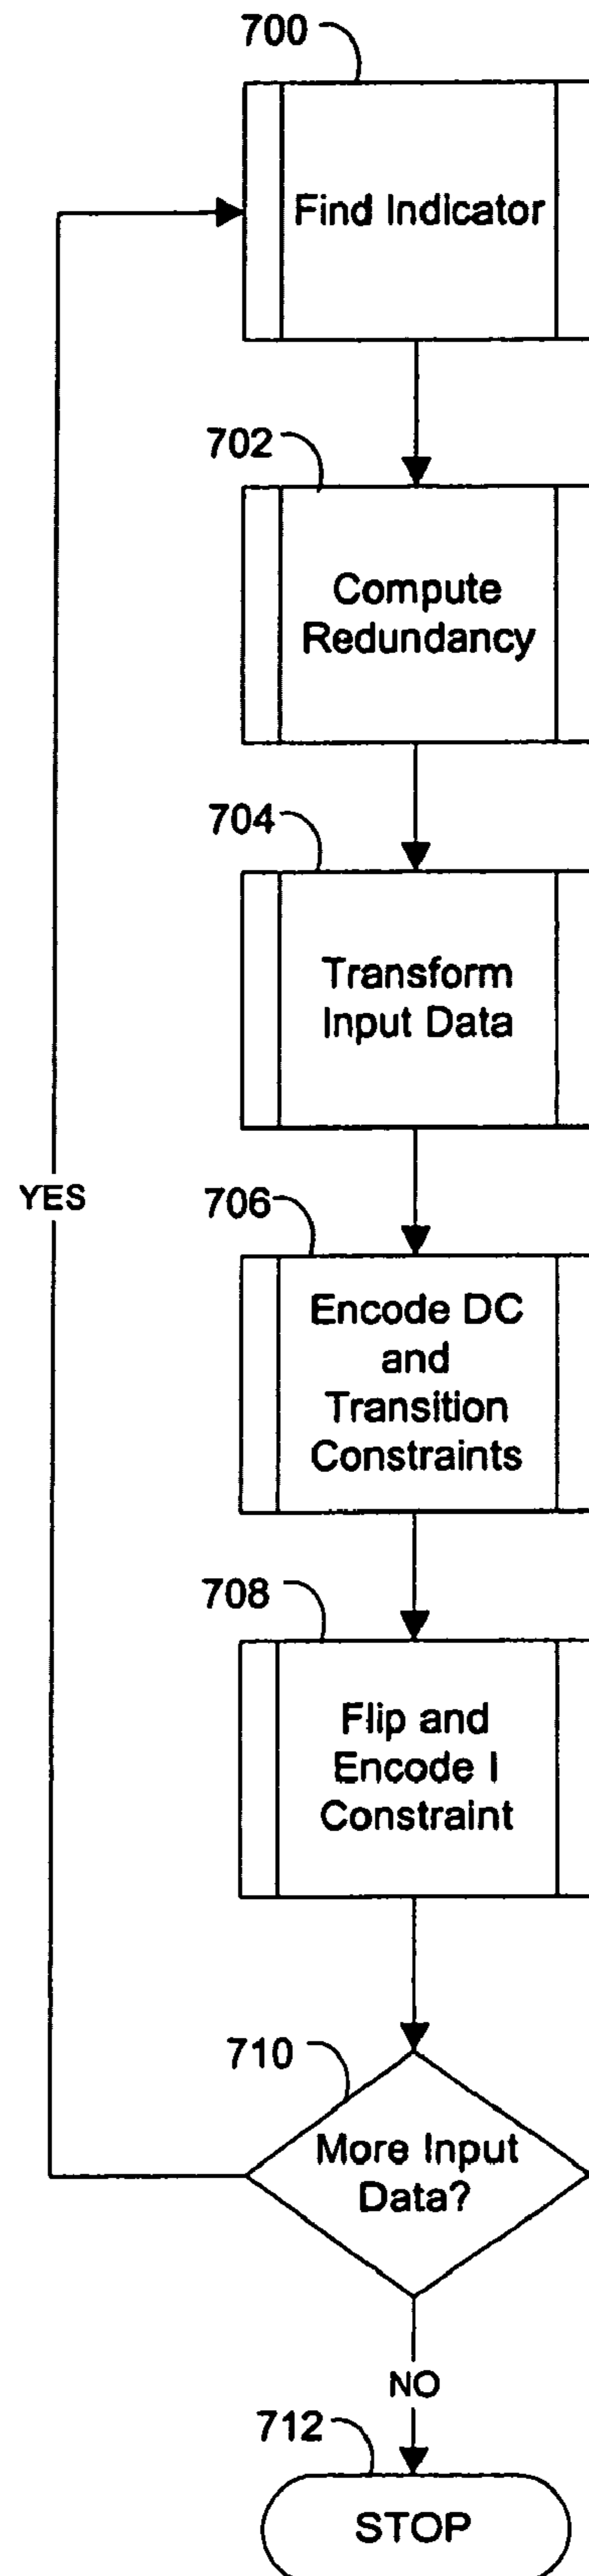 700
Find Indicator
702
Compute
Redundancy
704
Transform
Input Data
YES
706
Encode DC
and
Transition
Constraints
708
Flip and
Encode I
Constraint
710
More Input
Data?
NO
712
STOP